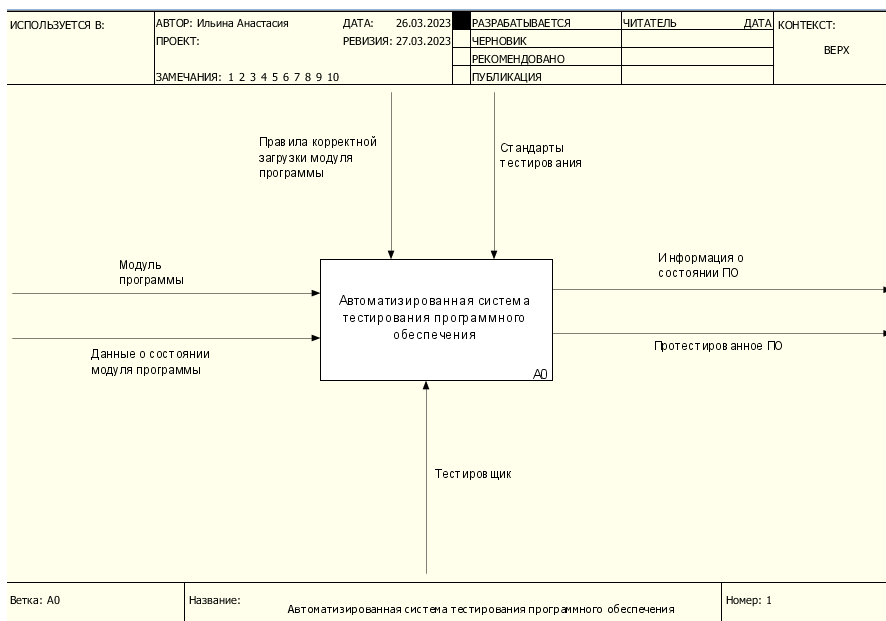 ИСПОЛЬЗУЕТСЯ В:
АВТОР: Ильина Анастасия
ДАТА: 26.03.2023
ПРОЕКТ:
РЕВИЗИЯ: 27.03.2023
ЗАМЕЧАНИЯ: 1 2 3 4 5 6 7 8 9 10
РАЗРАБАТЫВАЕТСЯ
ЧЕРНОВИК
РЕКОМЕНДОВАНО
ПУБЛИКАЦИЯ
ЧИТАТЕЛЬ
ДАТА
КОНТЕКСТ:
ВЕРХ
Правила корректной
загрузки модуля
программы
Стандарты
тестирования
Модуль
программы
Данные о состоянии
модуля программы
Автоматизированная система
тестирования программного
обеспечения
A0
Информация о
состоянии ПО
Протестированное ПО
Тестировщик
Ветка: A0
Название:
Автоматизированная система тестирования программного обеспечения
Номер: 1